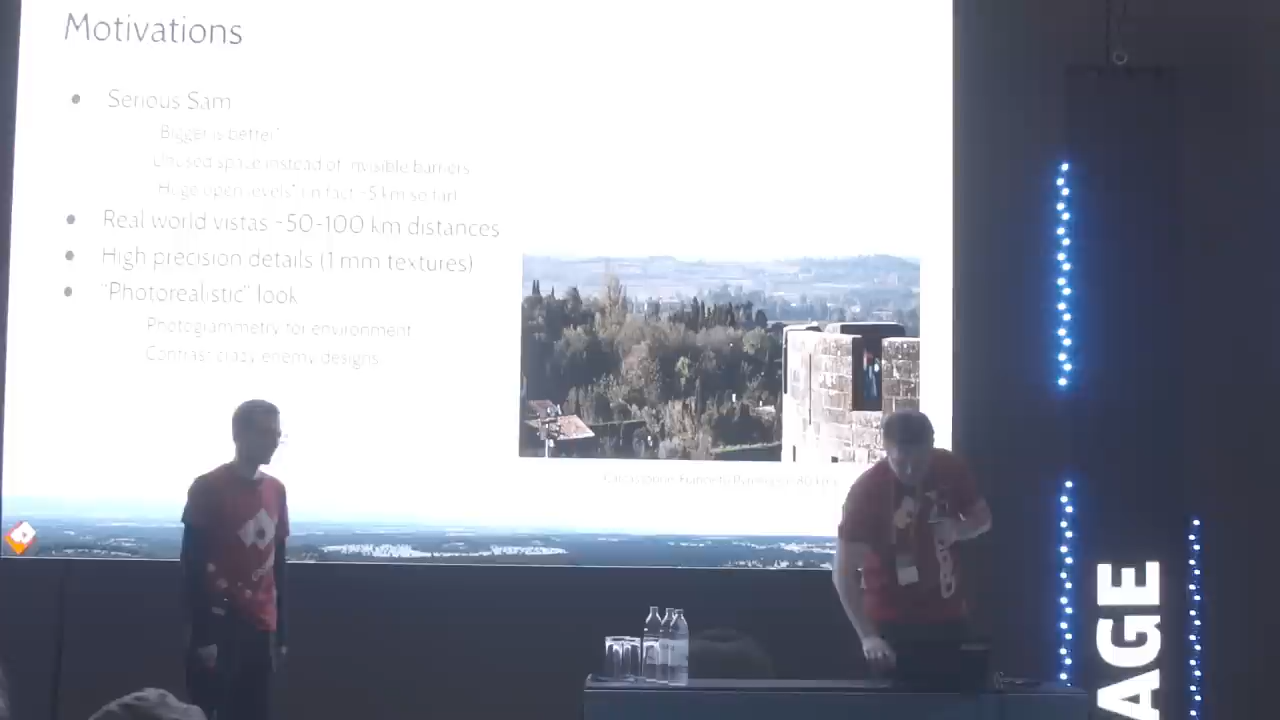 Motivations
Serious Sam
"Bigger is better"
Unused space instead of invisible barriers
"Huge open levels" in fact ~5 km so far!
Real world vistas ~50-100 km distances
High precision details (1 mm textures)
"Photorealistic" look
Photogrammetry for environment
Contrast crazy enemy designs
AGE